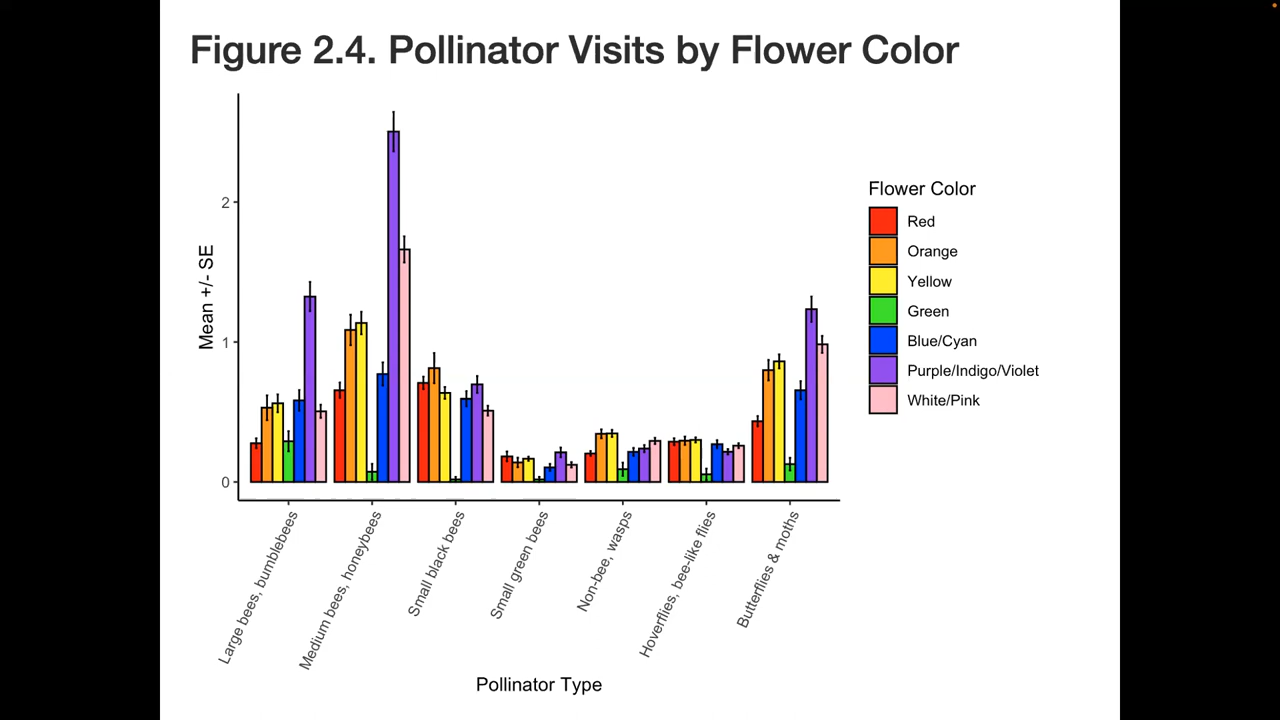 Figure 2.4. Pollinator Visits by Flower Color
Mean +/- SE
2
1
0
Large bees, bumblebees
Medium bees, honeybees
Small black bees
Small green bees
Non-bee, wasps
Hoverflies, bee-like flies
Butterflies & moths
Pollinator Type
Flower Color
Red
Orange
Yellow
Green
Blue/Cyan
Purple/Indigo/Violet
White/Pink